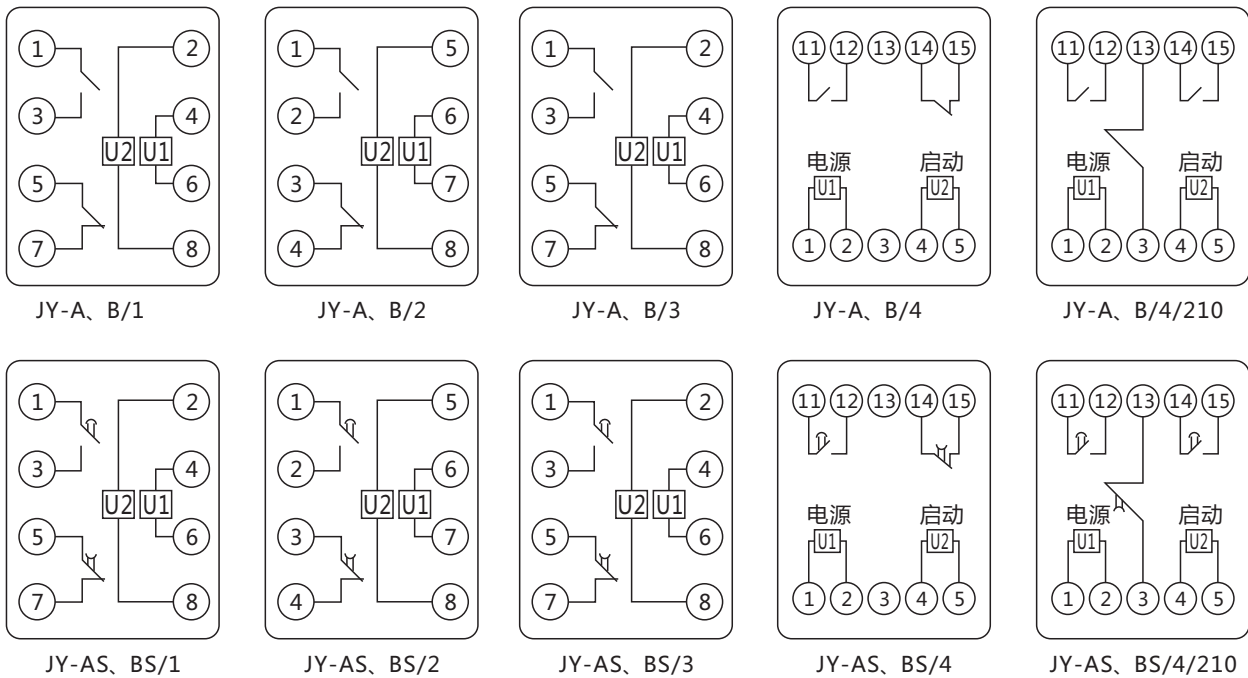 1 2
3 4
U2 U1
5 6
7 8
JY-A、B/1
1 5
2 6
U2 U1
3 7
4 8
JY-A、B/2
1 2
3 4
U2 U1
5 6
7 8
JY-A、B/3
11 12 13 14 15
电源 启动
U1 U2
1 2 3 4 5
JY-A、B/4
11 12 13 14 15
电源 启动
U1 U2
1 2 3 4 5
JY-A、B/4/210
1 2
3 4
U2 U1
5 6
7 8
JY-AS、BS/1
1 5
2 6
U2 U1
3 7
4 8
JY-AS、BS/2
1 2
3 4
U2 U1
5 6
7 8
JY-AS、BS/3
11 12 13 14 15
电源 启动
U1 U2
1 2 3 4 5
JY-AS、BS/4
11 12 13 14 15
电源 启动
U1 U2
1 2 3 4 5
JY-AS、BS/4/210